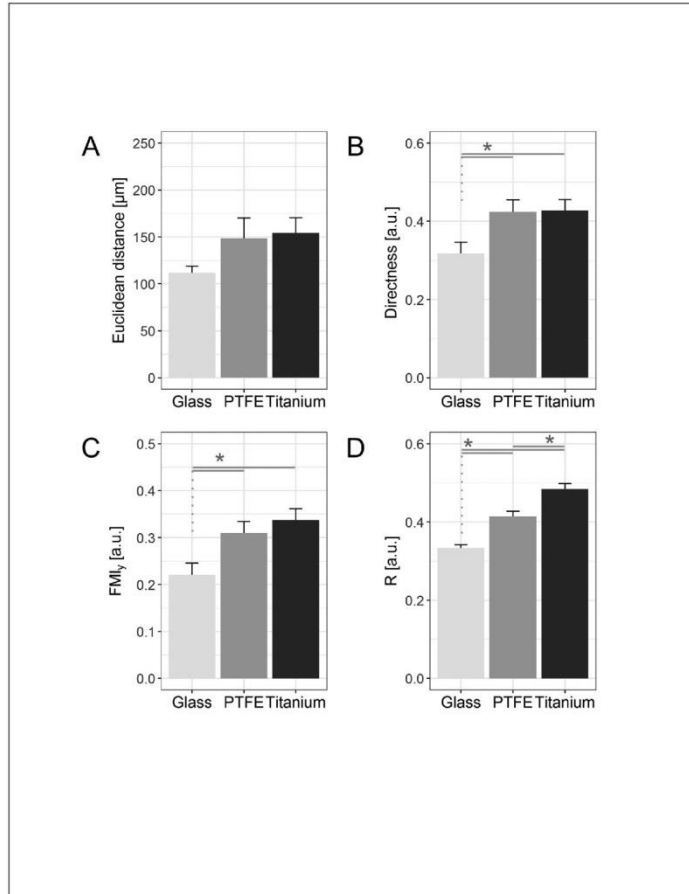 A
Euclidean distance [µm]
250
200
150
100
50
0
Glass PTFE Titanium
B
Directness [a.u.]
0.6
0.4
0.2
0.0
*
Glass PTFE Titanium
C
FMIy [a.u.]
0.5
0.4
0.3
0.2
0.1
0.0
*
Glass PTFE Titanium
D
R [a.u.]
0.6
0.4
0.2
0.0
* *
Glass PTFE Titanium